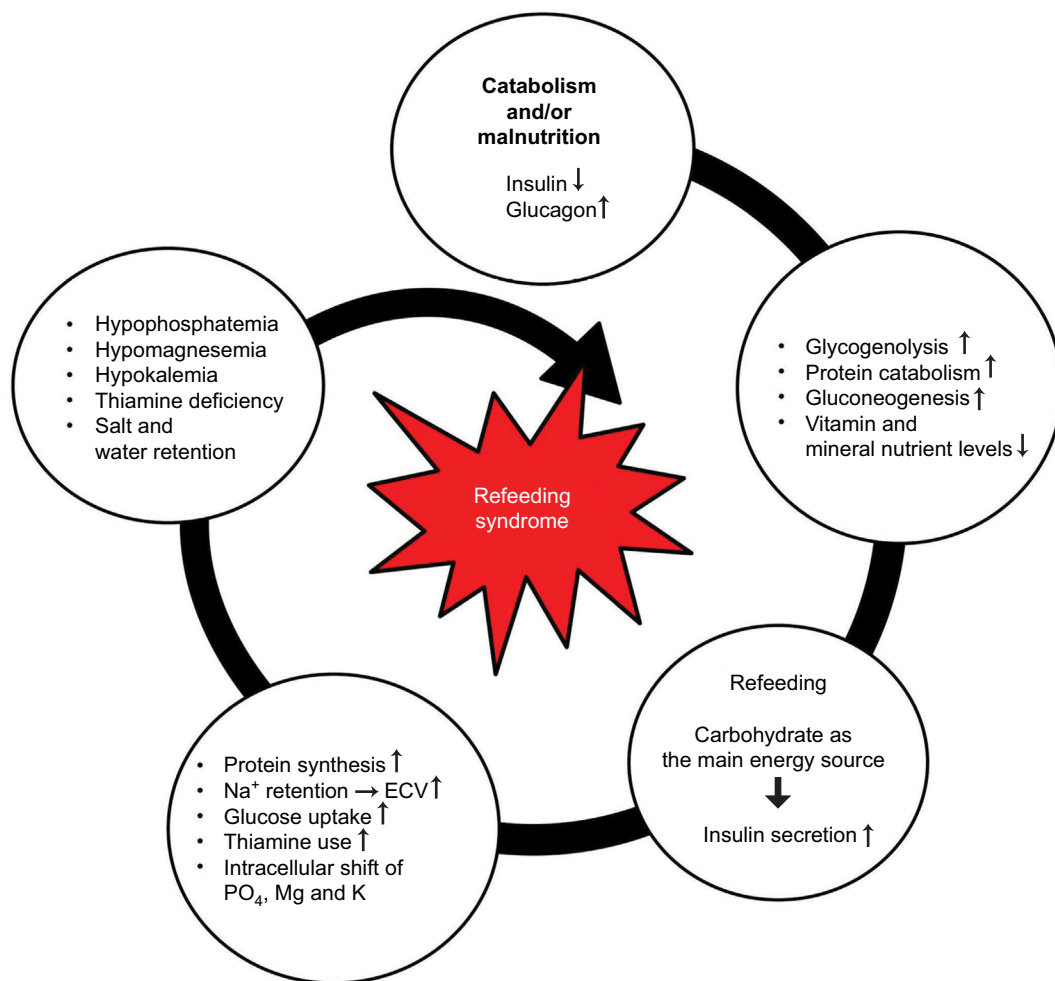 Catabolism
and/or
malnutrition
Insulin ↓
Glucagon ↑
• Glycogenolysis ↑
• Protein catabolism ↑
• Gluconeogenesis ↑
• Vitamin and
mineral nutrient levels ↓
Refeeding
Carbohydrate as
the main energy source
Insulin secretion ↑
• Protein synthesis ↑
• Na⁺ retention → ECV ↑
• Glucose uptake ↑
• Thiamine use ↑
• Intracellular shift of
PO₄, Mg and K
• Hypophosphatemia
• Hypomagnesemia
• Hypokalemia
• Thiamine deficiency
• Salt and
water retention
Refeeding
syndrome